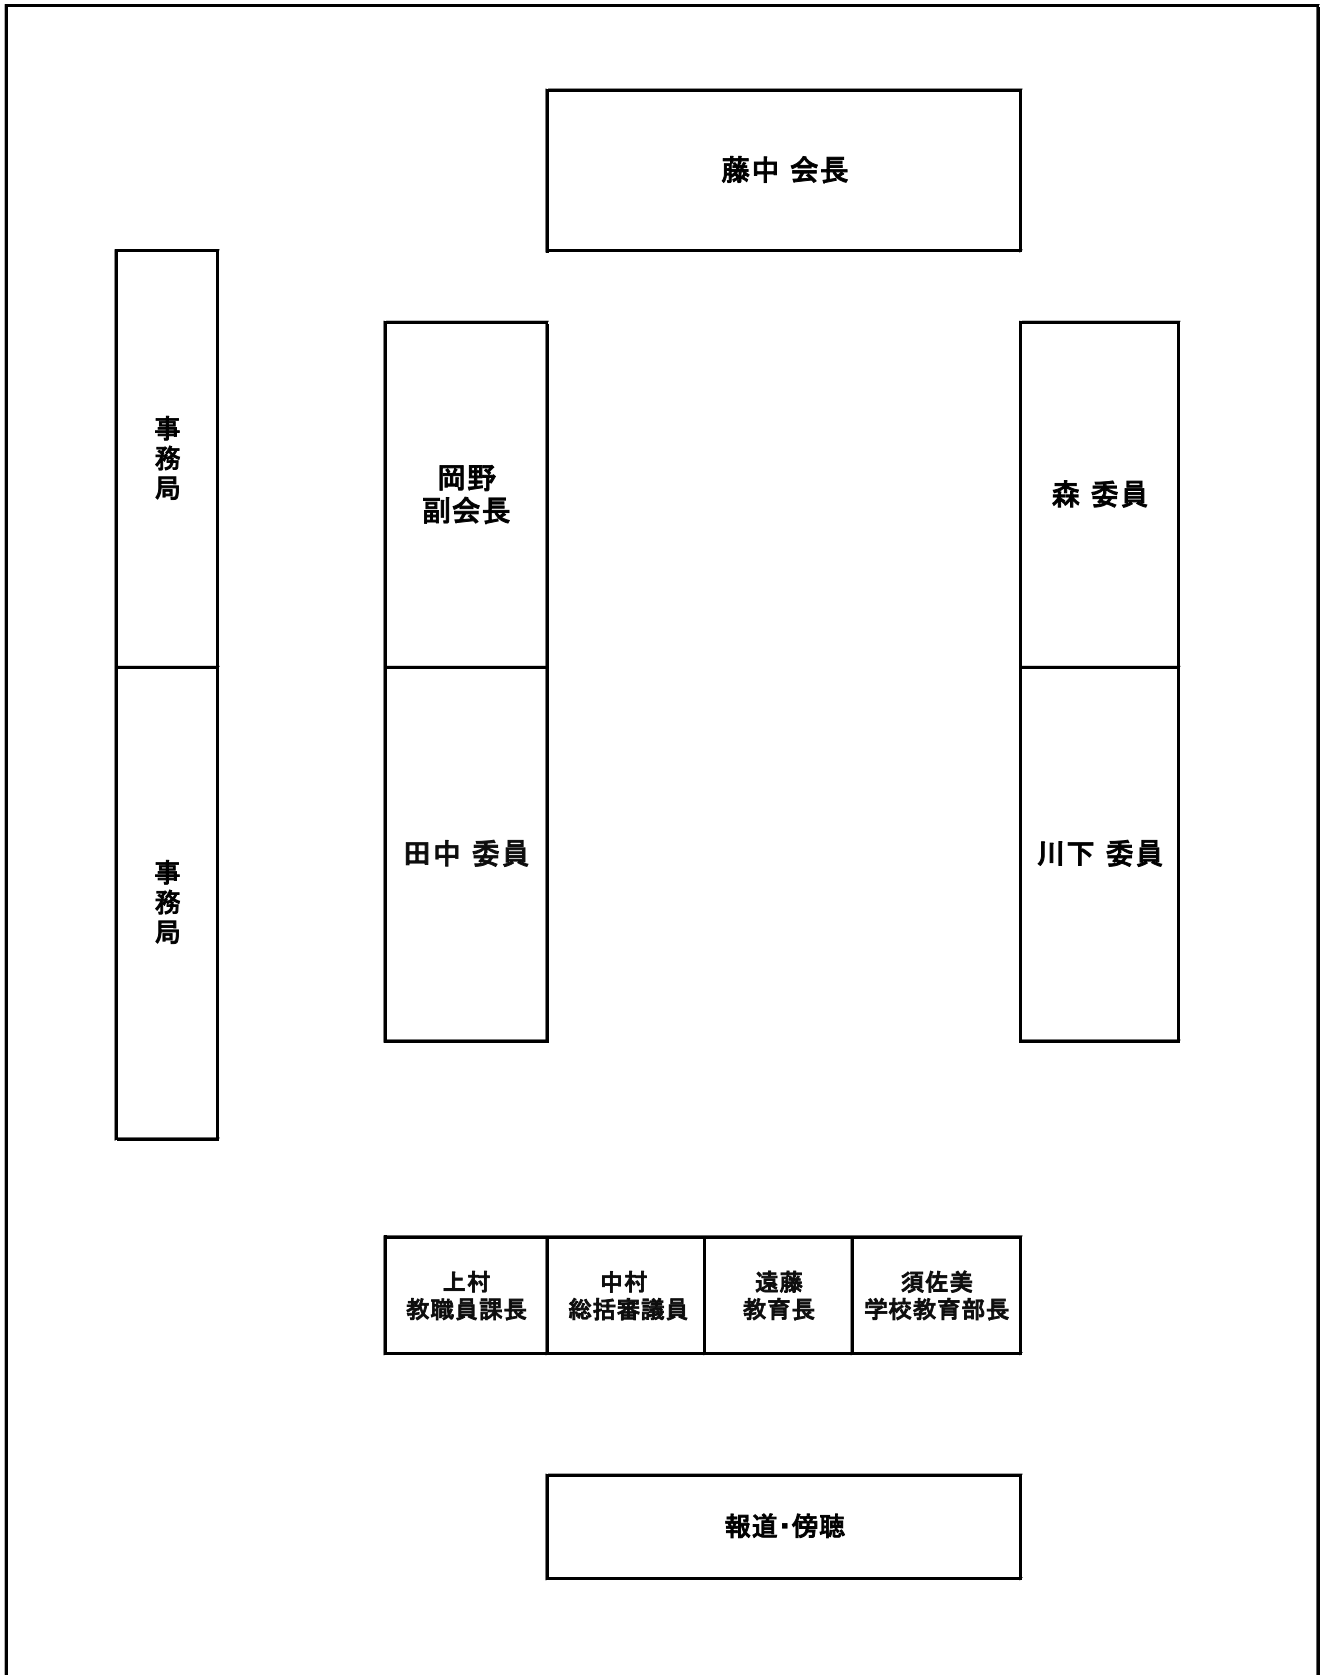 藤中 会長
事務局
岡野
副会長
森 委員
事務局
田中 委員
川下 委員
上村
教職員課長
中村
総括審議員
遠藤
教育長
須佐美
学校教育部長
報道・傍聴